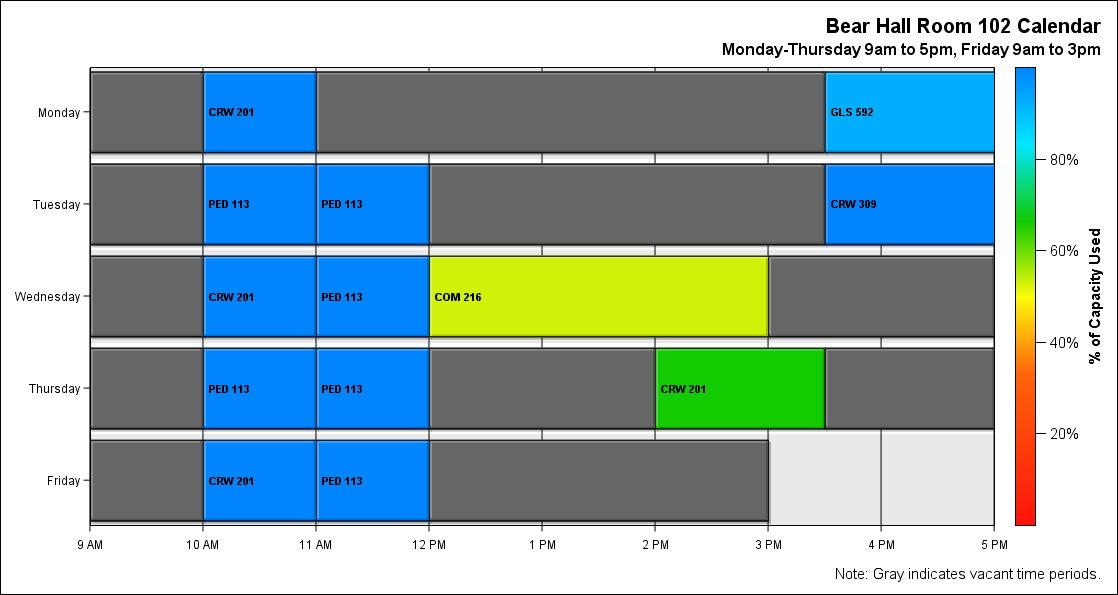 Bear Hall Room 102 Calendar
Monday-Thursday 9am to 5pm, Friday 9am to 3pm
Monday
CRW 201
GLS 592
Tuesday
PED 113
PED 113
CRW 309
Wednesday
CRW 201
PED 113
COM 216
Thursday
PED 113
PED 113
CRW 201
Friday
CRW 201
PED 113
9 AM
10 AM
11 AM
12 PM
1 PM
2 PM
3 PM
4 PM
5 PM
80%
60%
40%
20%
% of Capacity Used
Note: Gray indicates vacant time periods.